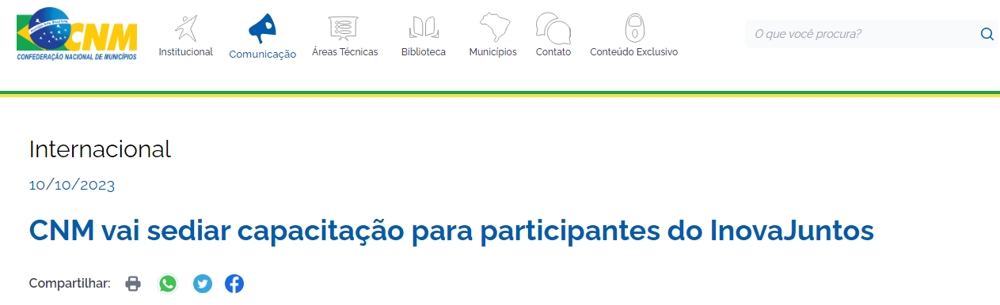 CNM
CONFEDERAÇÃO NACIONAL DE MUNICÍPIOS
Institucional
Comunicação
Áreas Técnicas
Biblioteca
Municípios
Contato
Conteúdo Exclusivo
O que você procura?
Internacional
10/10/2023
CNM vai sediar capacitação para participantes do InovaJuntos
Compartilhar: